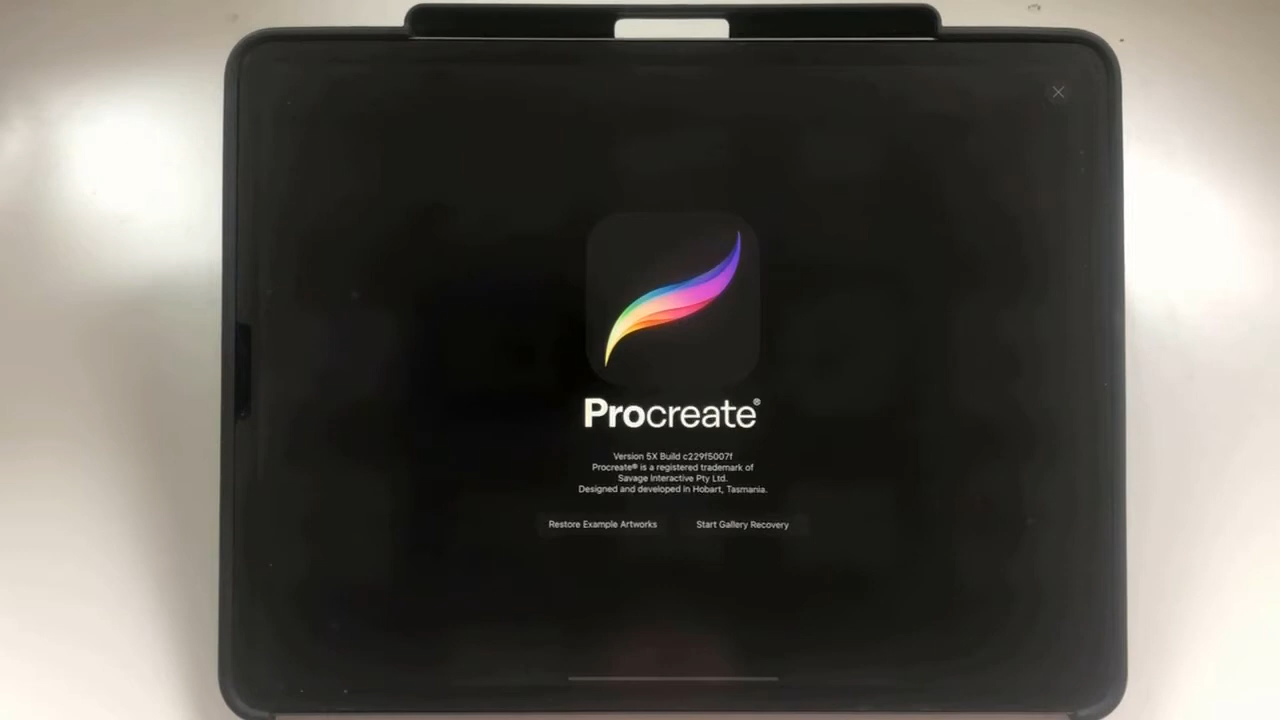 Procreate®
Version 5X Build c229f5007f
Procreate® is a registered trademark of
Savage Interactive Pty Ltd.
Designed and developed in Hobart, Tasmania.
Restore Example Artworks
Start Gallery Recovery